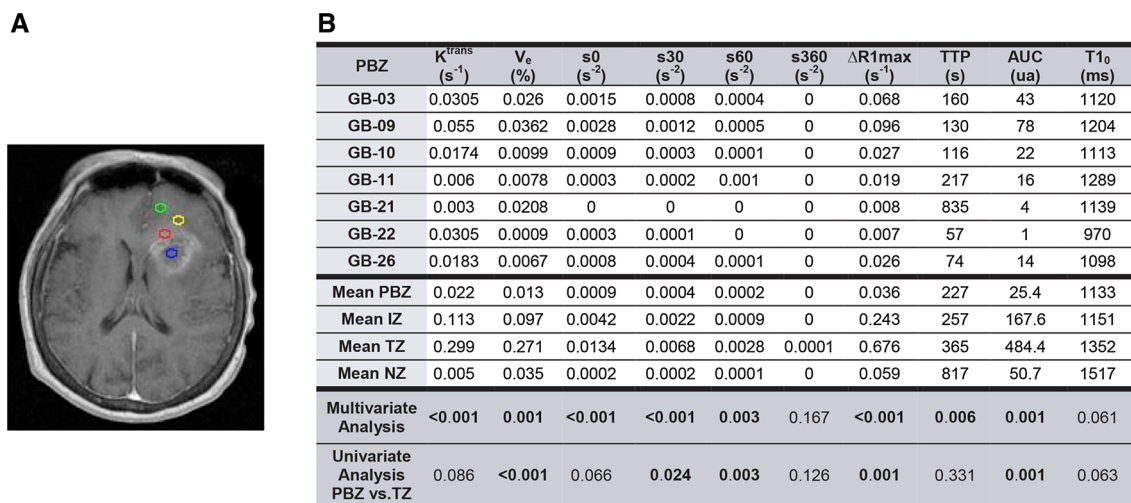 A
B
PBZ Ktrans (s-1) Ve (%) s0 (s-2) s30 (s-2) s60 (s-2) s360 (s-2) ΔR1max (s-1) TTP (s) AUC (ua) T10 (ms)
GB-03 0.0305 0.026 0.0015 0.0008 0.0004 0 0.068 160 43 1120
GB-09 0.055 0.0362 0.0028 0.0012 0.0005 0 0.096 130 78 1204
GB-10 0.0174 0.0099 0.0009 0.0003 0.0001 0 0.027 116 22 1113
GB-11 0.006 0.0078 0.0003 0.0002 0.001 0 0.019 217 16 1289
GB-21 0.003 0.0208 0 0 0 0 0.008 835 4 1139
GB-22 0.0305 0.0009 0.0003 0.0001 0 0 0.007 57 1 970
GB-26 0.0183 0.0067 0.0008 0.0004 0.0001 0 0.026 74 14 1098
Mean PBZ 0.022 0.013 0.0009 0.0004 0.0002 0 0.036 227 25.4 1133
Mean IZ 0.113 0.097 0.0042 0.0022 0.0009 0 0.243 257 167.6 1151
Mean TZ 0.299 0.271 0.0134 0.0068 0.0028 0.0001 0.676 365 484.4 1352
Mean NZ 0.005 0.035 0.0002 0.0002 0.0001 0 0.059 817 50.7 1517
Multivariate Analysis <0.001 0.001 <0.001 <0.001 0.003 0.167 <0.001 0.006 0.001 0.061
Univariate Analysis PBZ vs.TZ 0.086 <0.001 0.066 0.024 0.003 0.126 0.001 0.331 0.001 0.063